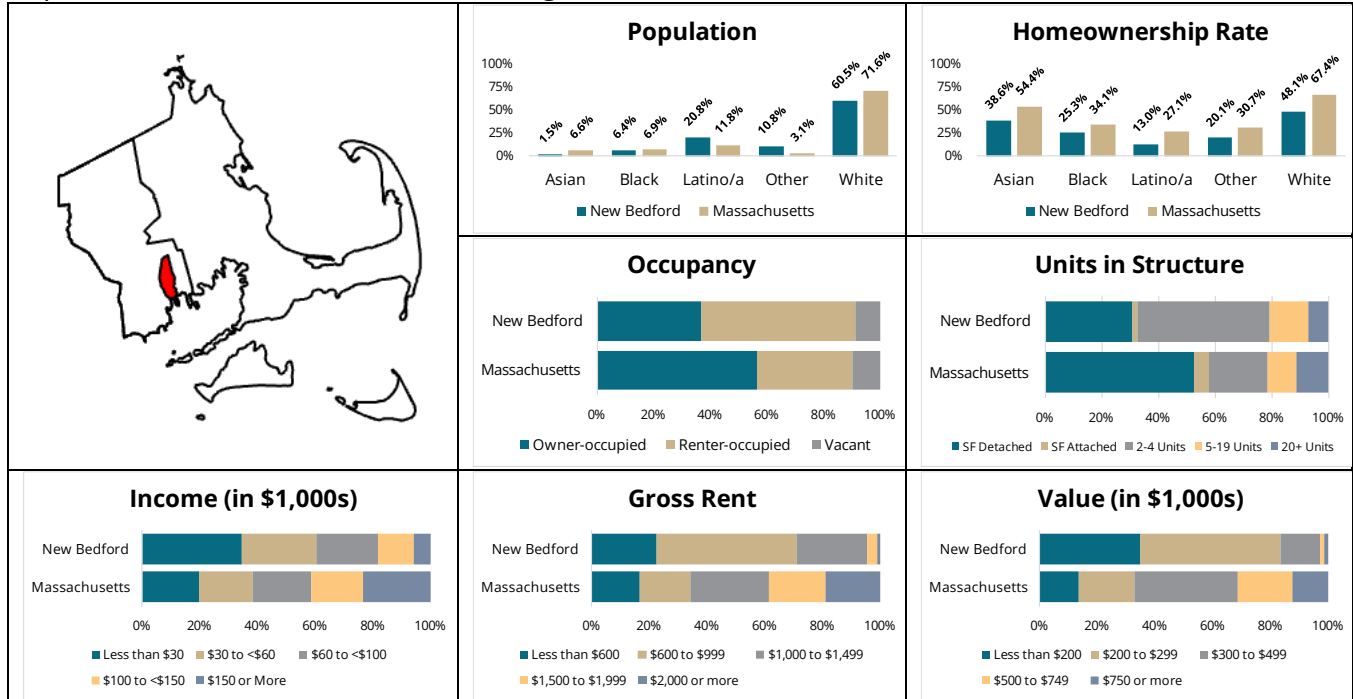 Population
100%
75%
50%
25%
0%
1.5% 6.6% 6.4% 6.9% 20.8% 11.8% 10.8% 3.1% 60.5% 71.6%
Asian Black Latino/a Other White
New Bedford Massachusetts
Homeownership Rate
100%
75%
50%
25%
0%
38.6% 54.4% 25.3% 34.1% 13.0% 27.1% 20.1% 30.7% 48.1% 67.4%
Asian Black Latino/a Other White
New Bedford Massachusetts
Occupancy
New Bedford
Massachusetts
0% 20% 40% 60% 80% 100%
Owner-occupied Renter-occupied Vacant
Units in Structure
New Bedford
Massachusetts
0% 20% 40% 60% 80% 100%
SF Detached SF Attached 2-4 Units 5-19 Units 20+ Units
Income (in $1,000s)
New Bedford
Massachusetts
0% 20% 40% 60% 80% 100%
Less than $30 $30 to <$60 $60 to <$100
$100 to <$150 $150 or More
Gross Rent
New Bedford
Massachusetts
0% 20% 40% 60% 80% 100%
Less than $600 $600 to $999 $1,000 to $1,499
$1,500 to $1,999 $2,000 or more
Value (in $1,000s)
New Bedford
Massachusetts
0% 20% 40% 60% 80% 100%
Less than $200 $200 to $299 $300 to $499
$500 to $749 $750 or more